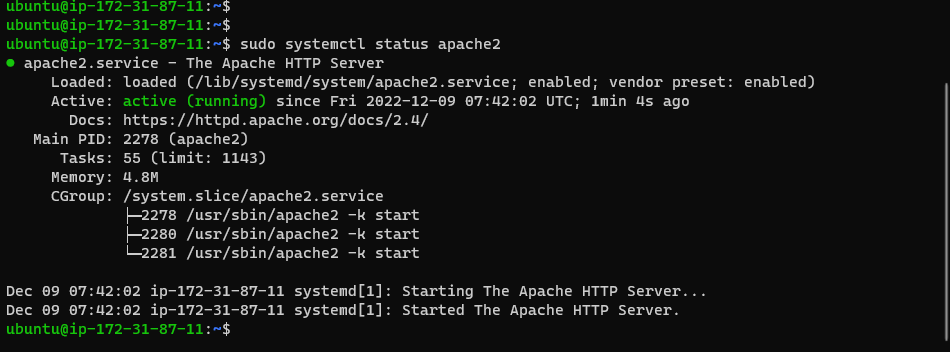 ubuntu@ip-172-31-87-11:~$
ubuntu@ip-172-31-87-11:~$
ubuntu@ip-172-31-87-11:~$ sudo systemctl status apache2
● apache2.service - The Apache HTTP Server
     Loaded: loaded (/lib/systemd/system/apache2.service; enabled; vendor preset: enabled)
     Active: active (running) since Fri 2022-12-09 07:42:02 UTC; 1min 4s ago
       Docs: https://httpd.apache.org/docs/2.4/
   Main PID: 2278 (apache2)
      Tasks: 55 (limit: 1143)
     Memory: 4.8M
     CGroup: /system.slice/apache2.service
             ├─2278 /usr/sbin/apache2 -k start
             ├─2280 /usr/sbin/apache2 -k start
             └─2281 /usr/sbin/apache2 -k start

Dec 09 07:42:02 ip-172-31-87-11 systemd[1]: Starting The Apache HTTP Server...
Dec 09 07:42:02 ip-172-31-87-11 systemd[1]: Started The Apache HTTP Server.
ubuntu@ip-172-31-87-11:~$